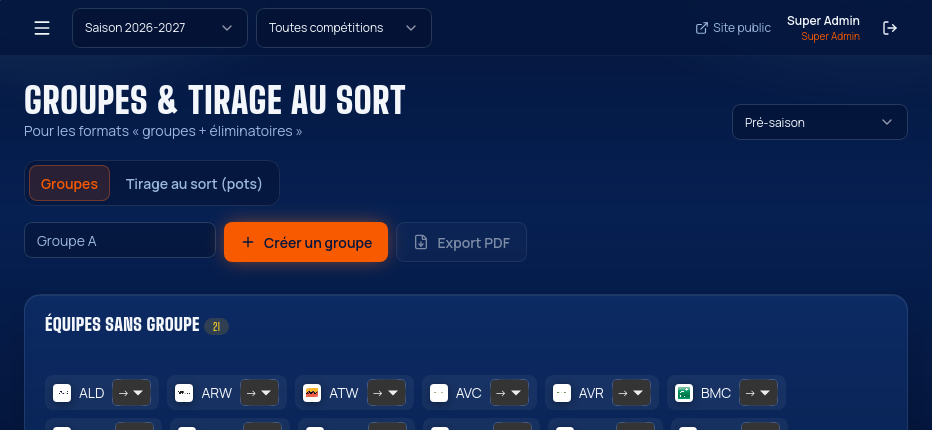 Saison 2026-2027
Toutes compétitions
Site public
Super Admin
Super Admin
GROUPES & TIRAGE AU SORT
Pour les formats « groupes + éliminatoires »
Pré-saison
Groupes
Tirage au sort (pots)
Groupe A
Créer un groupe
Export PDF
ÉQUIPES SANS GROUPE 21
ALD → ARW → ATW → AVC → AVR → BMC →